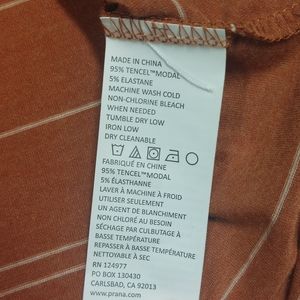 MADE IN CHINA
95% TENCEL™MODAL
5% ELASTANE
MACHINE WASH COLD
NON-CHLORINE BLEACH
WHEN NEEDED
TUMBLE DRY LOW
IRON LOW
DRY CLEANABLE
FABRIQUÉ EN CHINE
95% TENCEL™MODAL
5% ÉLASTHANNE
LAVER À MACHINE À FROID
UTILISER SEULEMENT
UN AGENT DE BLANCHIMENT
NON CHLORÉ AU BESOIN
SÉCHAGE PAR CULBUTAGE À
BASSE TEMPÉRATURE
REPASSER À BASSE TEMPÉRATURE
NETTOYABLE À SEC
RN 124977
PO BOX 130430
CARLSBAD, CA 92013
www.prana.com